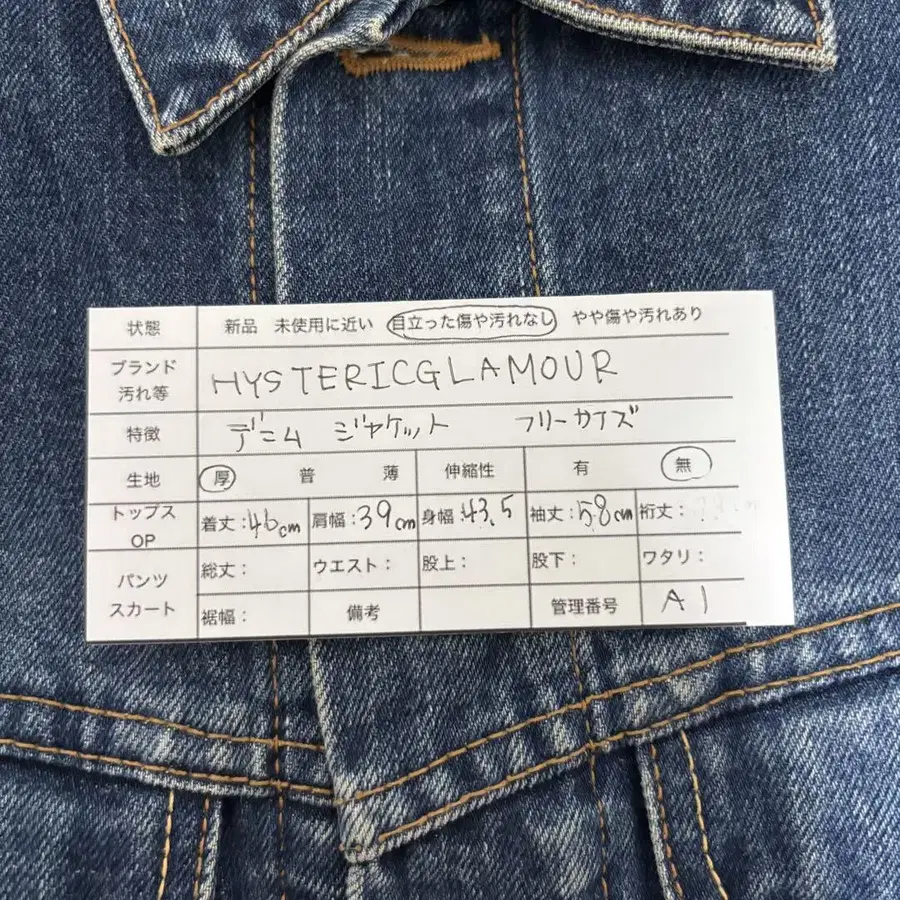 状態 新品 未使用に近い 目立った傷や汚れなし やや傷や汚れあり
ブランド
汚れ等 HYSTERICGLAMOUR
特徴 デニム ジャケット フリーサイズ
生地 厚 普 薄 伸縮性 有 無
トップス
OP 着丈:46cm 肩幅:39cm 身幅:43.5 袖丈:58cm 裄丈:
パンツ
スカート 総丈: ウエスト: 股上: 股下: ワタリ:
裾幅: 備考 管理番号 A1